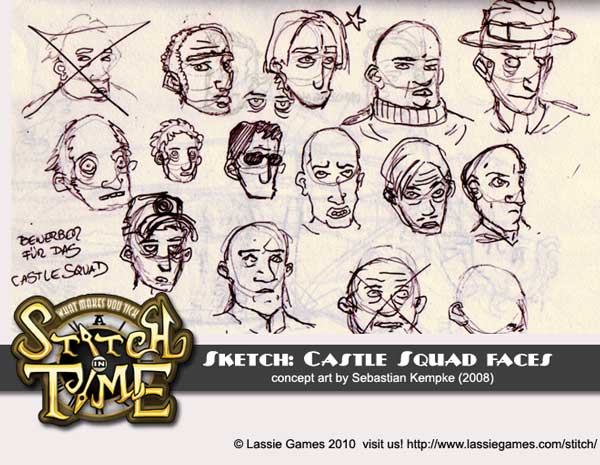 BEWERBER
FÜR DAS
CASTLE SQUAD
WHAT MAKES YOU TICK
A
STITCH
IN
TIME
SKETCH: CASTLE SQUAD FACES
concept art by Sebastian Kempke (2008)
© Lassie Games 2010 visit us! http://www.lassiegames.com/stitch/